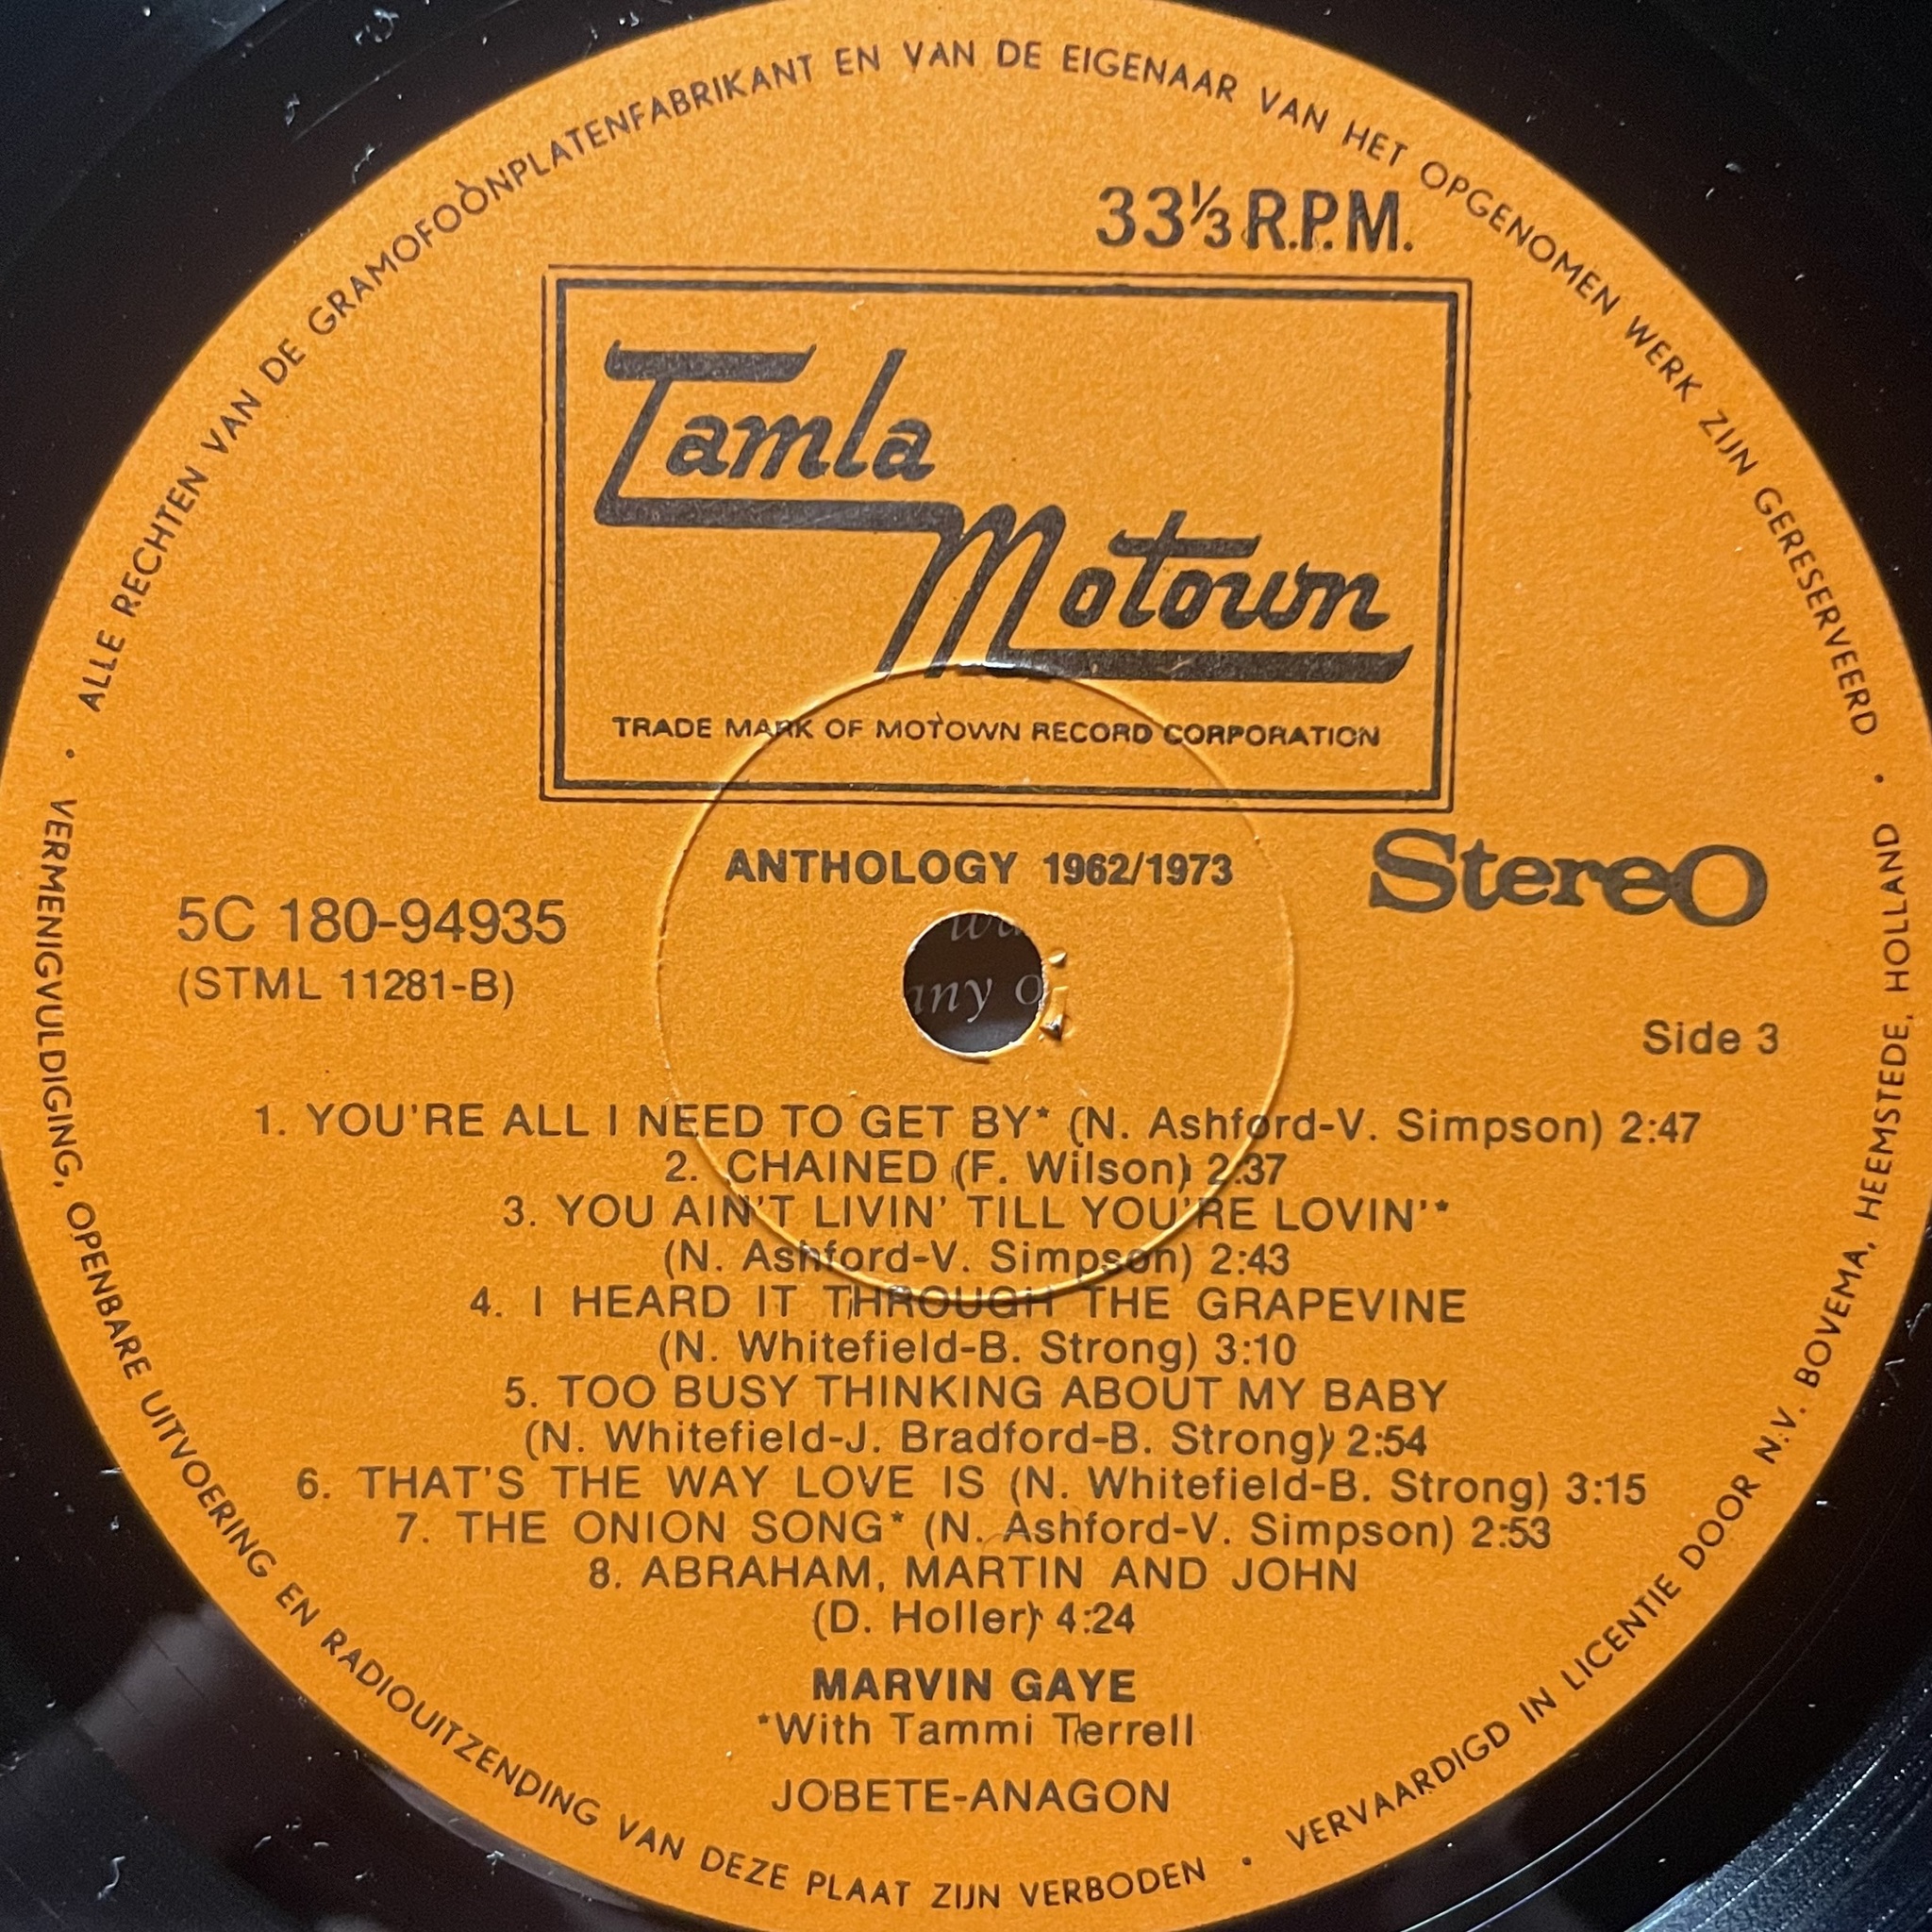 ALLE RECHTEN VAN DE GRAMOFOONPLATENFABRIKANT EN VAN DE EIGENAAR VAN HET OPGENOMEN WERK ZIJN GERESERVEERD
33⅓ R.P.M.
Tamla
Motown
TRADE MARK OF MOTOWN RECORD CORPORATION
ANTHOLOGY 1962/1973
Stereo
5C 180-94935
(STML 11281-B)
any
Side 3
1. YOU'RE ALL I NEED TO GET BY* (N. Ashford-V. Simpson) 2:47
2. CHAINED (F. Wilson) 2:37
3. YOU AIN'T LIVIN' TILL YOU'RE LOVIN'*
(N. Ashford-V. Simpson) 2:43
4. I HEARD IT THROUGH THE GRAPEVINE
(N. Whitefield-B. Strong) 3:10
5. TOO BUSY THINKING ABOUT MY BABY
(N. Whitefield-J. Bradford-B. Strong) 2:54
6. THAT'S THE WAY LOVE IS (N. Whitefield-B. Strong) 3:15
7. THE ONION SONG* (N. Ashford-V. Simpson) 2:53
8. ABRAHAM, MARTIN AND JOHN
(D. Holler) 4:24
MARVIN GAYE
*With Tammi Terrell
JOBETE-ANAGON
• VERMENIGVULDIGING, OPENBARE UITVOERING EN RADIOUITZENDING VAN DEZE PLAAT ZIJN VERBODEN •
VERVAARDIGD IN LICENTIE DOOR N.V. BOVEMA, HEEMSTEDE, HOLLAND •